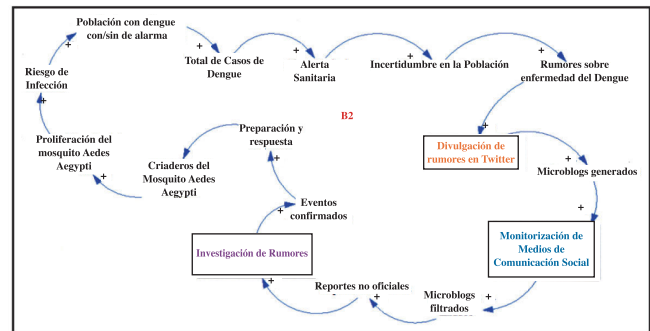 Población con dengue
con/sin de alarma
+
+
Total de Casos de
Dengue
+
Alerta
Sanitaria
+
Incertidumbre en la Población
+
Rumores sobre
enfermedad del Dengue
+
Divulgación de
rumores en Twitter
+
Microblogs generados
+
Monitorización de
Medios de
Comunicación Social
+
Microblogs
filtrados
+
Reportes no oficiales
-
+
Investigación de Rumores
+
Eventos
confirmados
+
Preparación y
respuesta
-
Criaderos del
Mosquito Aedes
Aegypti
+
Proliferación del
mosquito Aedes
Aegypti
+
Riesgo de
Infección
B2